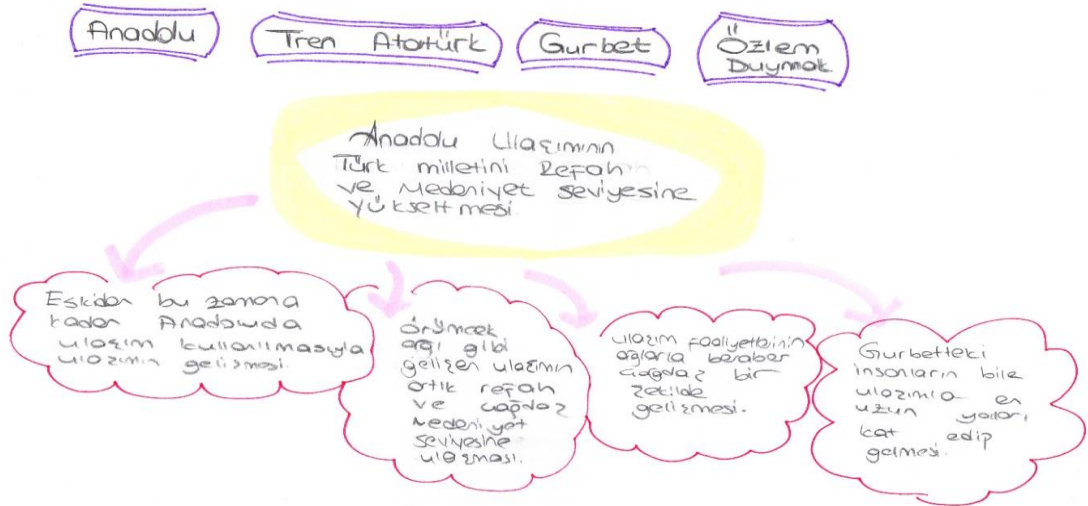 Anadolu
Tren Atatürk
Gurbet
Özlem
Duymak
Anadolu Ulaşımının
Türk milletini Refah
ve Medeniyet seviyesine
yükseltmesi.
Eskiden bu zamana
kadar Anadoluda
ulaşım kullanılmasıyla
ulaşımın gelişmesi.
örümcek
ağı gibi
gelişen ulaşımın
artık refah
ve çağdaş
medeniyet
seviyesine
ulaşması.
ulaşım faaliyetlerinin
ağlarla beraber
çağdaş bir
şekilde
gelişmesi.
Gurbetteki
insanların bile
ulaşımla en
uzun yolları
kat edip
gelmesi.